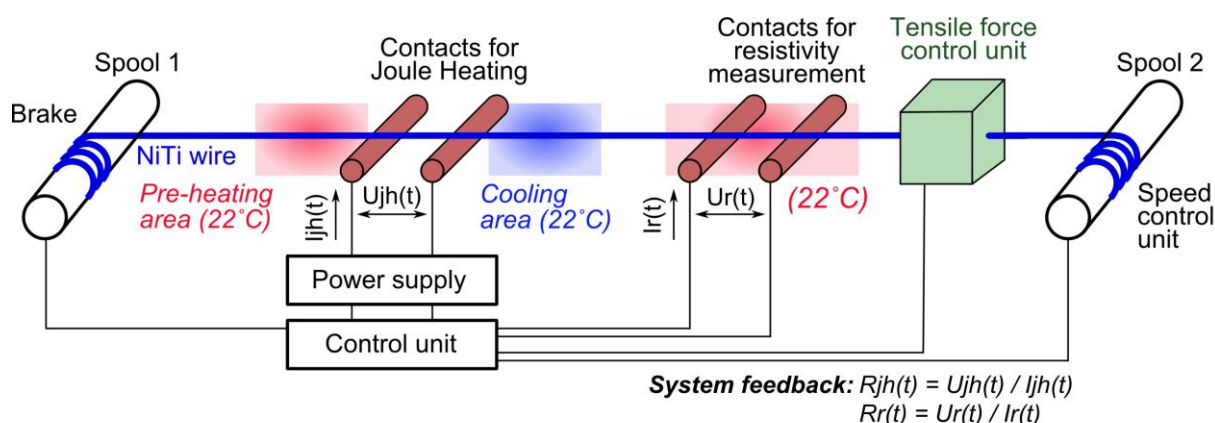 Spool 1
Brake
NiTi wire
Pre-heating
area (22˚C)
Contacts for
Joule Heating
Ijh(t)
Ujh(t)
Cooling
area (22˚C)
Contacts for
resistivity
measurement
Ir(t)
Ur(t)
(22˚C)
Tensile force
control unit
Spool 2
Speed
control
unit
Power supply
Control unit
System feedback: Rjh(t) = Ujh(t) / Ijh(t)
Rr(t) = Ur(t) / Ir(t)